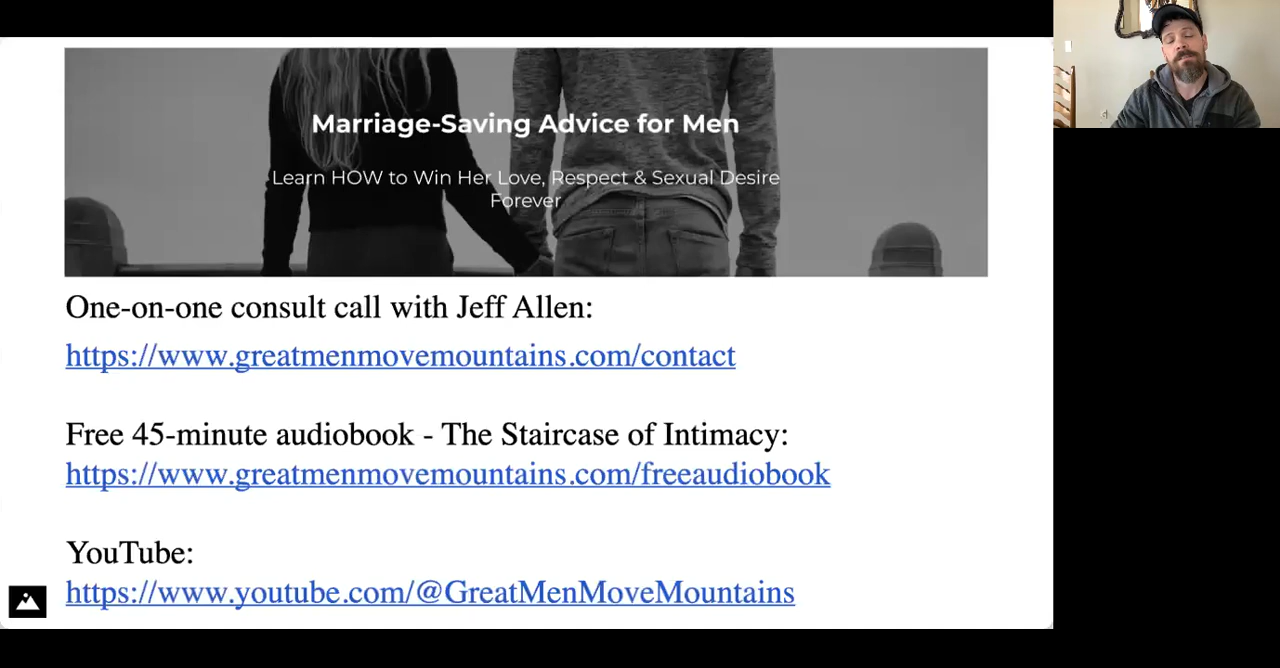 Marriage-Saving Advice for Men
Learn HOW to Win Her Love, Respect & Sexual Desire
Forever
One-on-one consult call with Jeff Allen:
https://www.greatmenmovemountains.com/contact
Free 45-minute audiobook - The Staircase of Intimacy:
https://www.greatmenmovemountains.com/freeaudiobook
YouTube:
https://www.youtube.com/@GreatMenMoveMountains